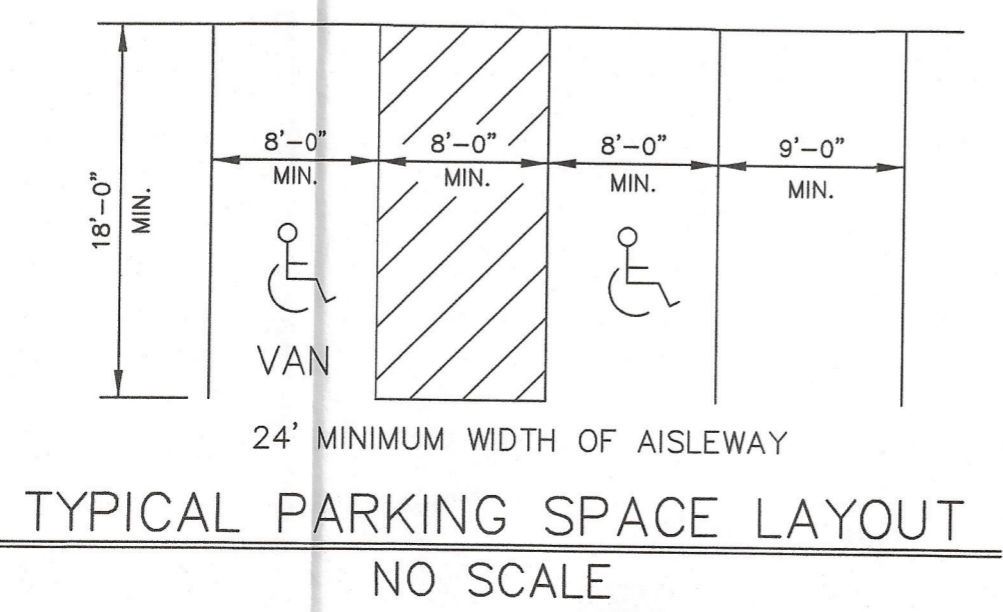 8'-0" 8'-0" 8'-0" 9'-0"
MIN. MIN. MIN. MIN.
18'-0"
MIN.
VAN
24' MINIMUM WIDTH OF AISLEWAY
TYPICAL PARKING SPACE LAYOUT
NO SCALE